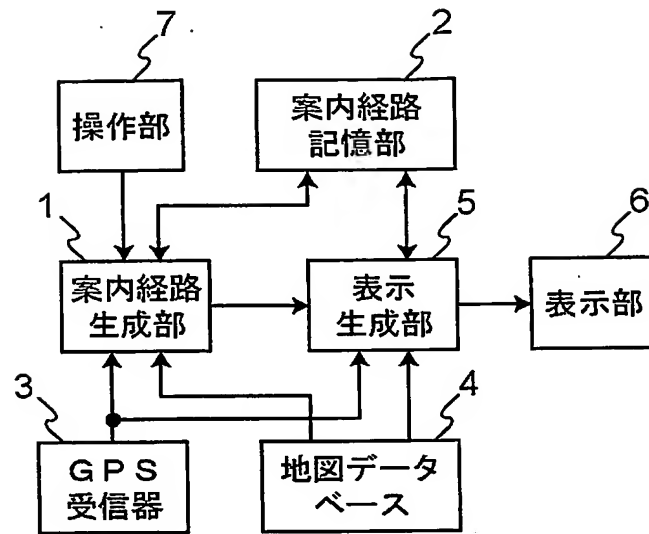 7
2
操作部
案内経路
記憶部
1
5
6
案内経路
生成部
表示
生成部
表示部
3
4
GPS
受信器
地図データ
ベース